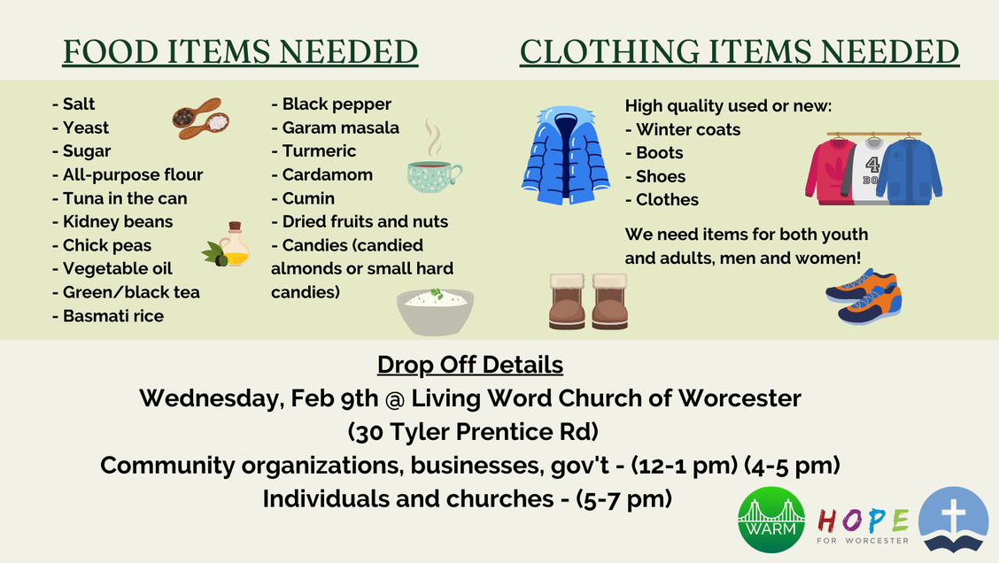 FOOD ITEMS NEEDED
- Salt
- Yeast
- Sugar
- All-purpose flour
- Tuna in the can
- Kidney beans
- Chick peas
- Vegetable oil
- Green/black tea
- Basmati rice
- Black pepper
- Garam masala
- Turmeric
- Cardamom
- Cumin
- Dried fruits and nuts
- Candies (candied
almonds or small hard
candies)
CLOTHING ITEMS NEEDED
High quality used or new:
- Winter coats
- Boots
- Shoes
- Clothes
4
BO
We need items for both youth
and adults, men and women!
Drop Off Details
Wednesday, Feb 9th @ Living Word Church of Worcester
(30 Tyler Prentice Rd)
Community organizations, businesses, gov't - (12-1 pm) (4-5 pm)
Individuals and churches - (5-7 pm)
WARM
HOPE
FOR WORCESTER